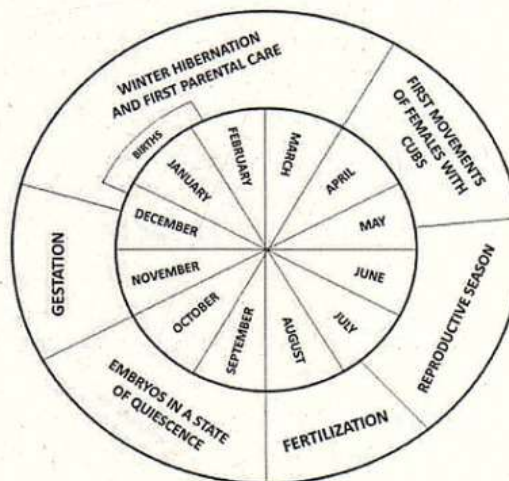 WINTER HIBERNATION
AND FIRST PARENTAL CARE
FIRST MOVEMENTS
OF FEMALES WITH
CUBS
REPRODUCTIVE SEASON
FERTILIZATION
EMBRYOS IN A STATE
OF QUIESCENCE
GESTATION
BIRTHS
JANUARY
FEBRUARY
MARCH
APRIL
MAY
JUNE
JULY
AUGUST
SEPTEMBER
OCTOBER
NOVEMBER
DECEMBER